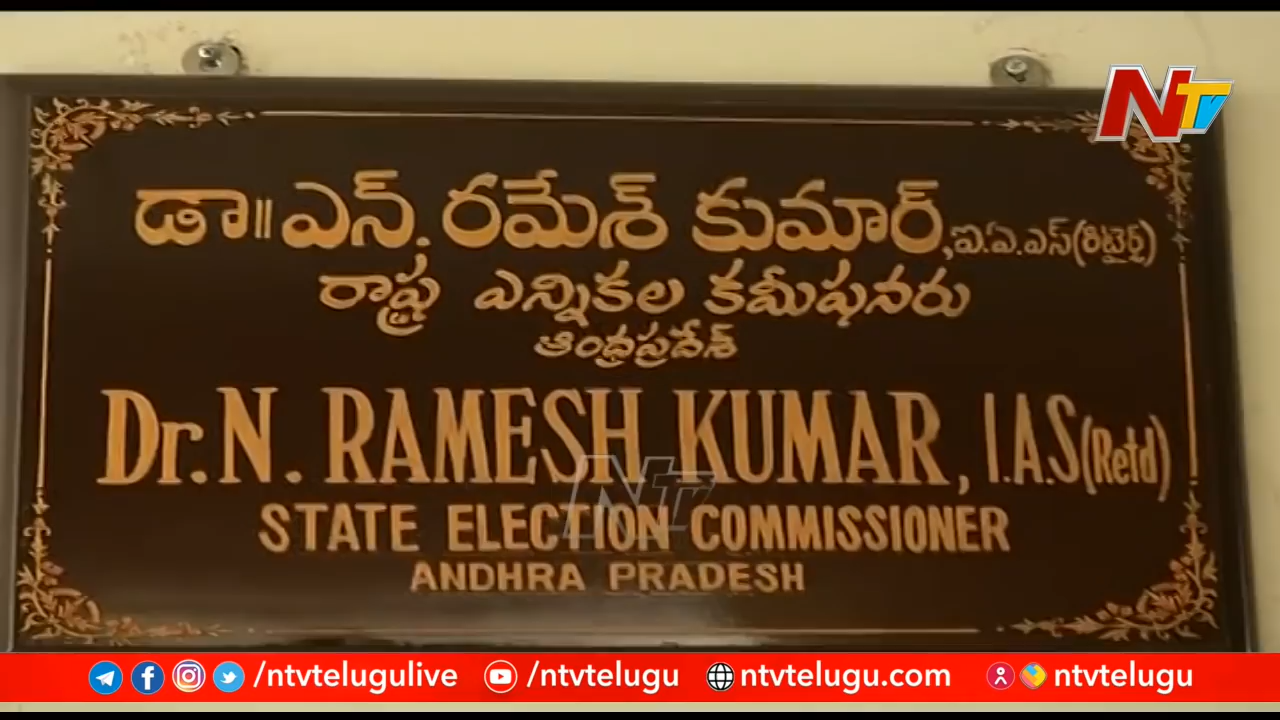 NTV
డా॥ ఎన్. రమేశ్ కుమార్, ఐ.ఏ.ఎస్(రిటైర్డ్)
రాష్ట్ర ఎన్నికల కమీషనరు
ఆంధ్రప్రదేశ్
Dr. N. RAMESH KUMAR, I.A.S(Retd)
NTV
STATE ELECTION COMMISSIONER
ANDHRA PRADESH
/ntvtelugulive /ntvtelugu ntvtelugu.com ntvtelugu